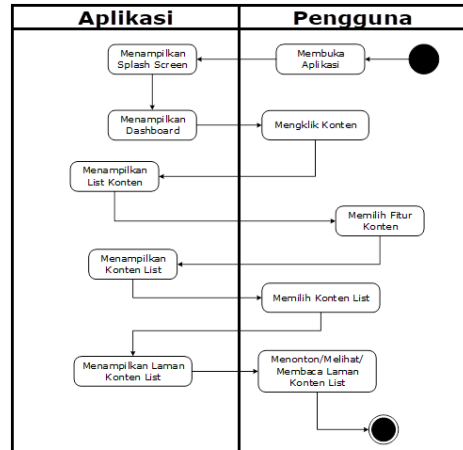 Aplikasi
Pengguna
Menampilkan
Splash Screen
Membuka
Aplikasi
Menampilkan
Dashboard
Mengklik Konten
Menampilkan
List Konten
Memilih Fitur
Konten
Menampilkan
Konten List
Memilih Konten List
Menampilkan Laman
Konten List
Menonton/Melihat/
Membaca Laman
Konten List